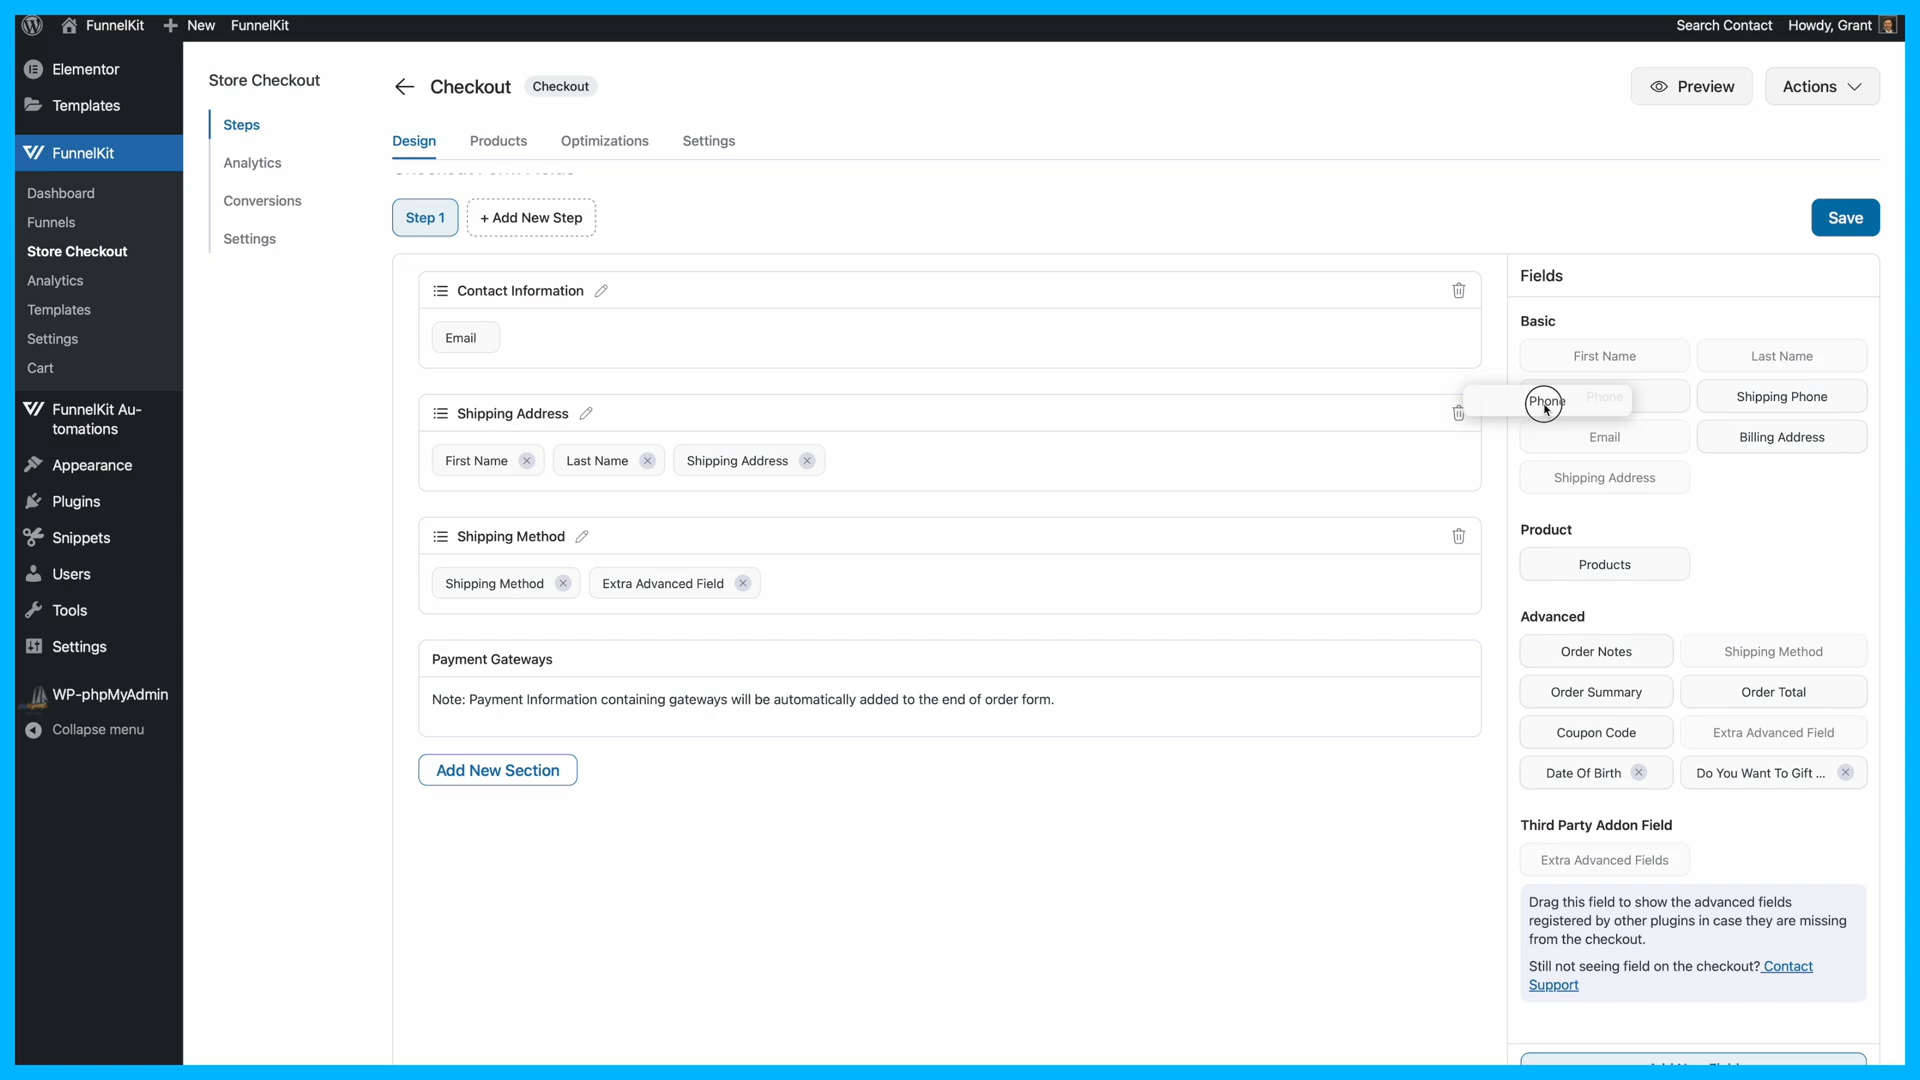 FunnelKit
New
FunnelKit
Search Contact
Howdy, Grant
Elementor
Templates
FunnelKit
Dashboard
Funnels
Store Checkout
Analytics
Templates
Settings
Cart
FunnelKit Au-
tomations
Appearance
Plugins
Snippets
Users
Tools
Settings
WP-phpMyAdmin
Collapse menu
Store Checkout
Steps
Analytics
Conversions
Settings
Checkout
Checkout
Preview
Actions
Design
Products
Optimizations
Settings
Step 1
+ Add New Step
Save
Contact Information
Email
Shipping Address
First Name
Last Name
Shipping Address
Shipping Method
Shipping Method
Extra Advanced Field
Payment Gateways
Note: Payment Information containing gateways will be automatically added to the end of order form.
Add New Section
Fields
Basic
First Name
Last Name
Phone
Phone
Shipping Phone
Email
Billing Address
Shipping Address
Product
Products
Advanced
Order Notes
Shipping Method
Order Summary
Order Total
Coupon Code
Extra Advanced Field
Date Of Birth
Do You Want To Gift ...
Third Party Addon Field
Extra Advanced Fields
Drag this field to show the advanced fields
registered by other plugins in case they are missing
from the checkout.
Still not seeing field on the checkout? Contact
Support